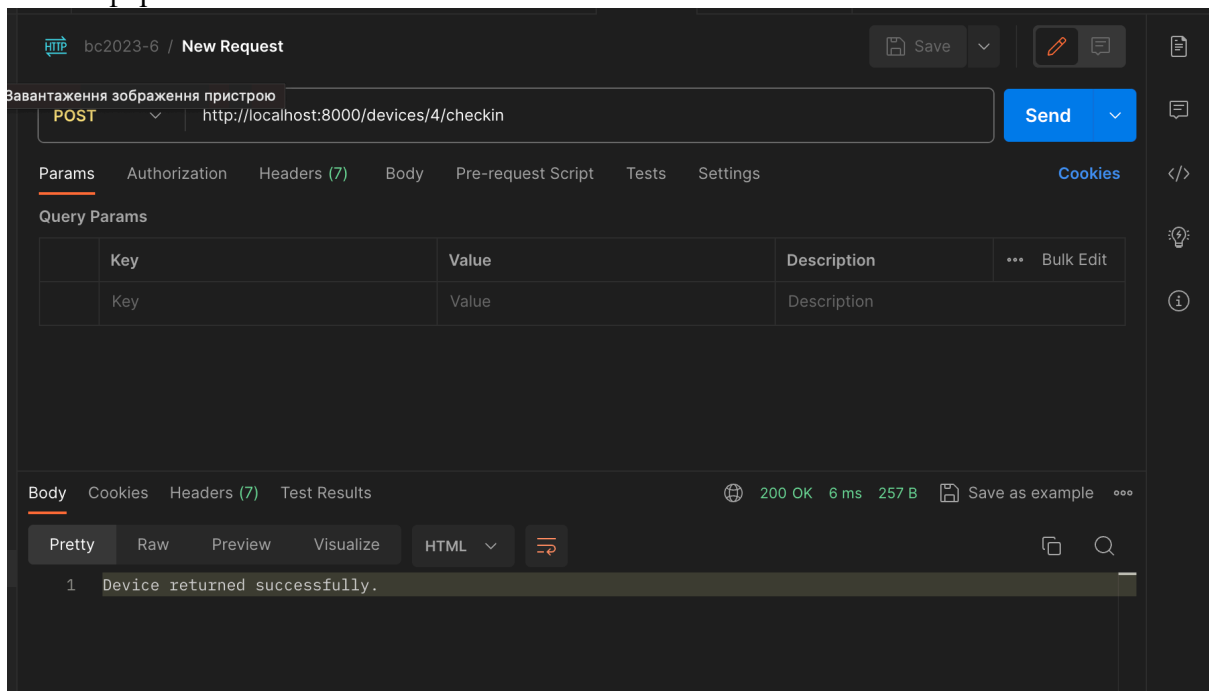 HTTP bc2023-6 / New Request Save
Завантаження зображення пристрою
POST http://localhost:8000/devices/4/checkin Send
Params Authorization Headers (7) Body Pre-request Script Tests Settings Cookies
Query Params
Key Value Description ••• Bulk Edit
Key Value Description
Body Cookies Headers (7) Test Results 200 OK 6 ms 257 B Save as example •••
Pretty Raw Preview Visualize HTML
1 Device returned successfully.